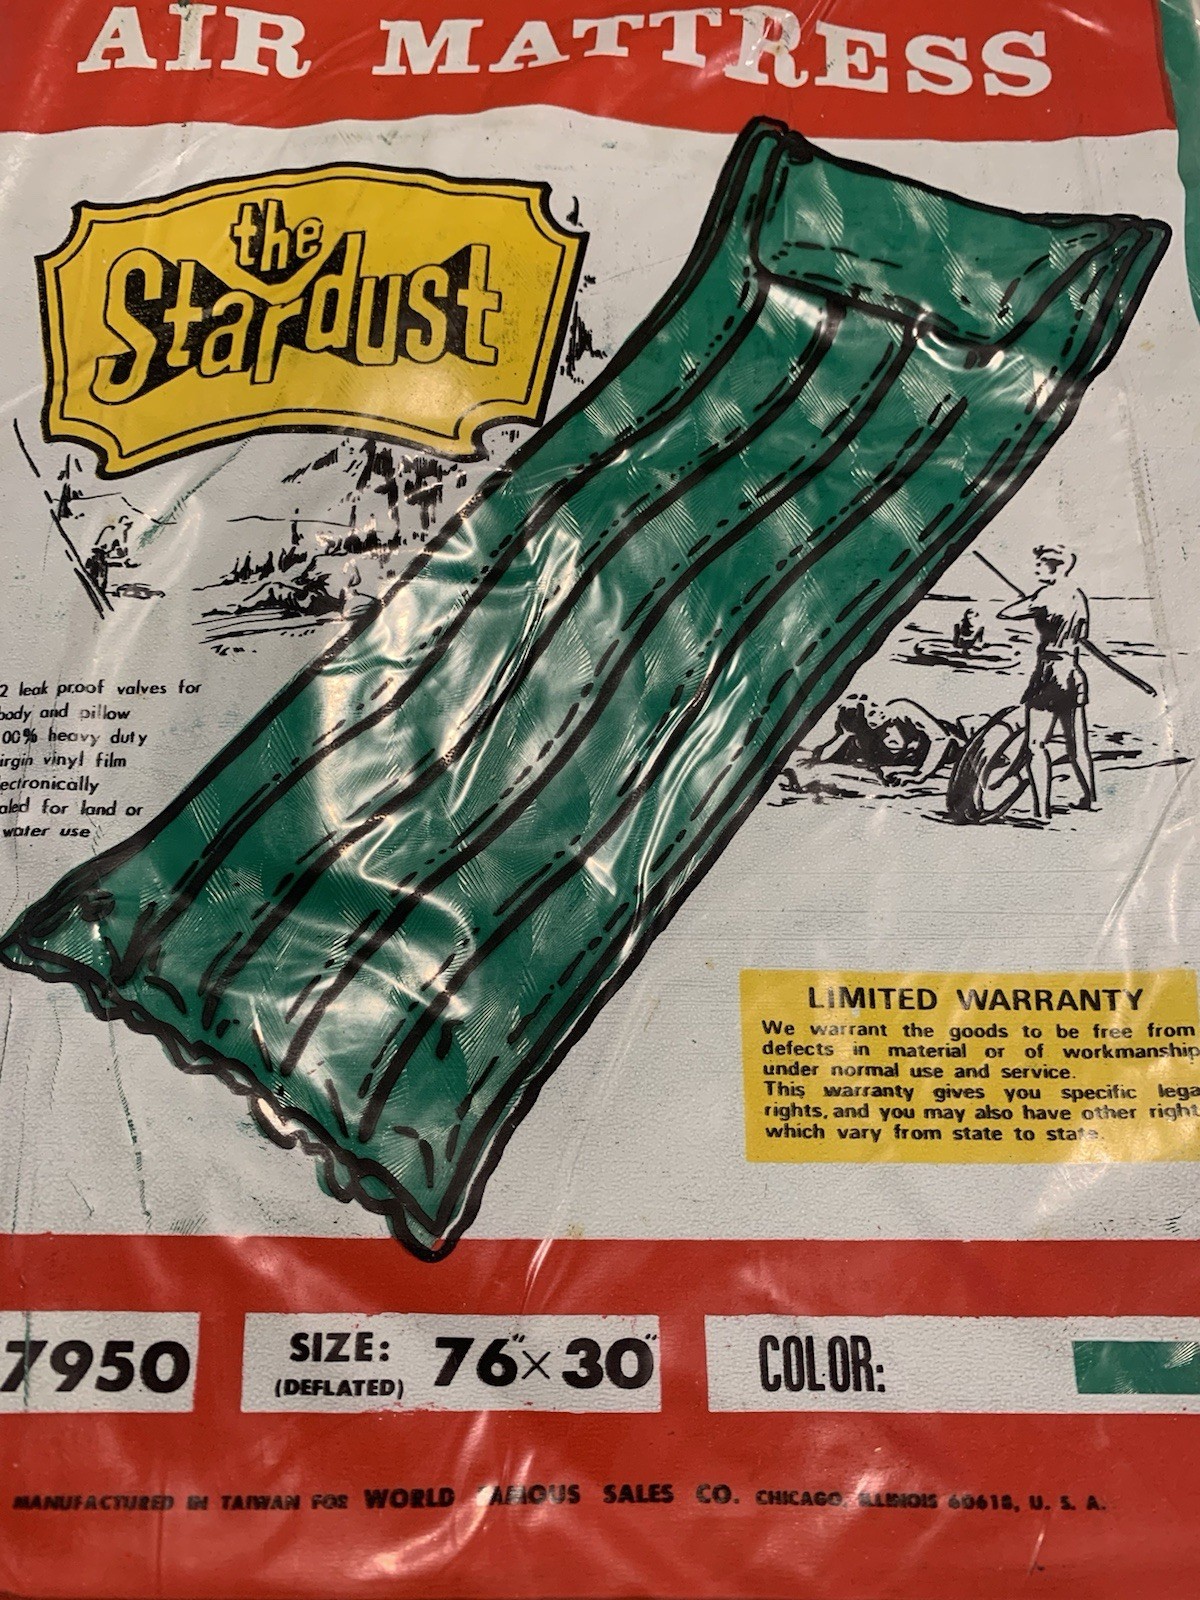 AIR MATTRESS
the
Stardust
2 leak proof valves for
body and pillow
00% heavy duty
irgin vinyl film
ectronically
aled for land or
water use
LIMITED WARRANTY
We warrant the goods to be free from
defects in material or of workmanship
under normal use and service.
This warranty gives you specific lega
rights, and you may also have other right
which vary from state to state.
7950
SIZE: 76"×30"
(DEFLATED)
COLOR:
MANUFACTURED IN TAIWAN FOR WORLD FAMOUS SALES CO. CHICAGO, ILLINOIS 60618, U. S. A.